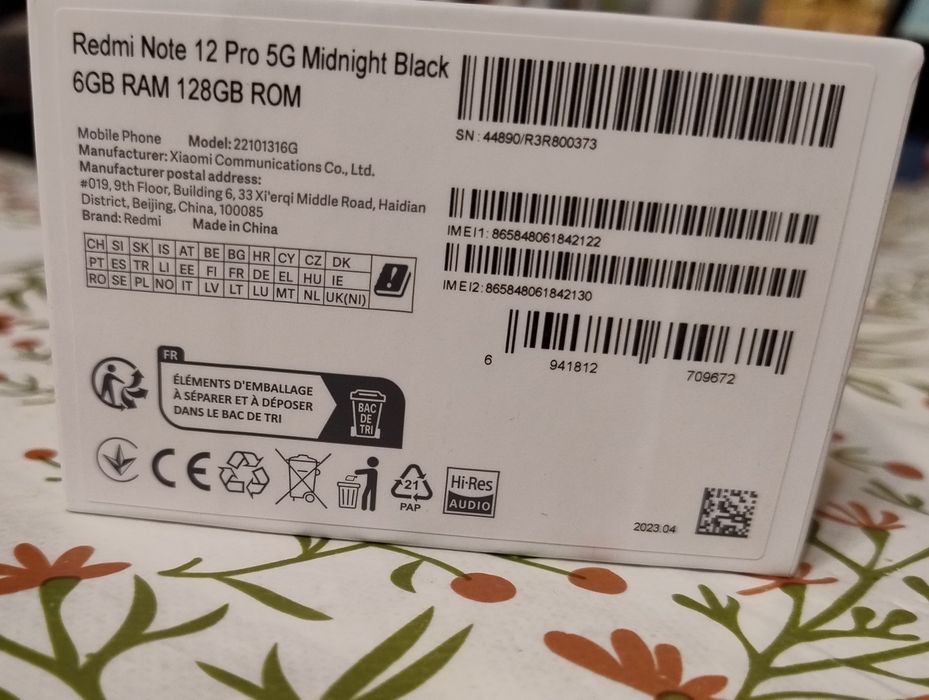 Redmi Note 12 Pro 5G Midnight Black
6GB RAM 128GB ROM
Mobile Phone Model: 22101316G
Manufacturer: Xiaomi Communications Co., Ltd.
Manufacturer postal address:
#019, 9th Floor, Building 6, 33 Xi'erqi Middle Road, Haidian
District, Beijing, China, 100085
Brand: Redmi Made in China
CH SI SK IS AT BE BG HR CY CZ DK
PT ES TR LI EE FI FR DE EL HU IE
RO SE PL NO IT LV LT LU MT NL UK(NI)
SN : 44890/R3R800373
IMEI1: 865848061842122
IMEI2: 865848061842130
6 941812 709672
FR
ÉLÉMENTS D'EMBALLAGE
À SÉPARER ET À DÉPOSER
DANS LE BAC DE TRI
BAC
DE
TRI
CE
21
PAP
Hi-Res
AUDIO
2023.04